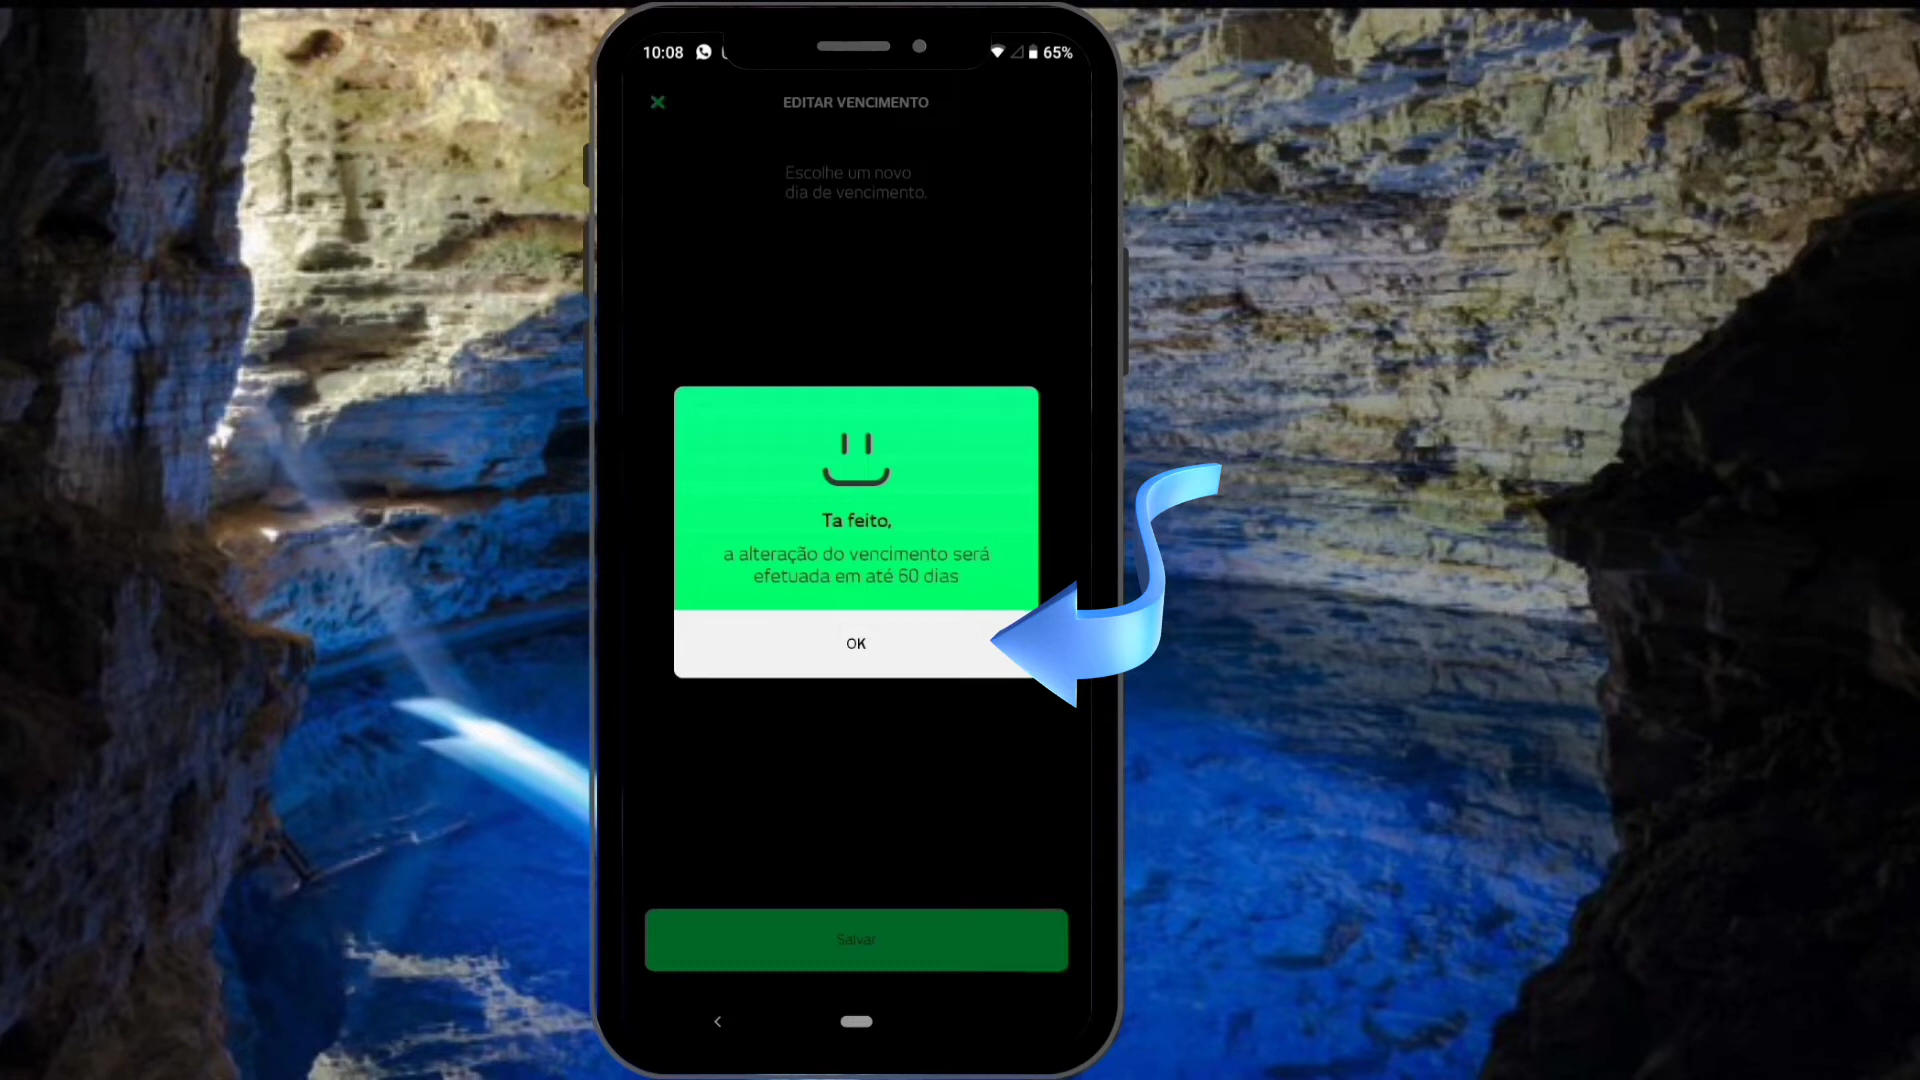 10:08
65%
EDITAR VENCIMENTO
Escolhe um novo
dia de vencimento.
Ta feito,
a alteração do vencimento será
efetuada em até 60 dias
OK
Salvar